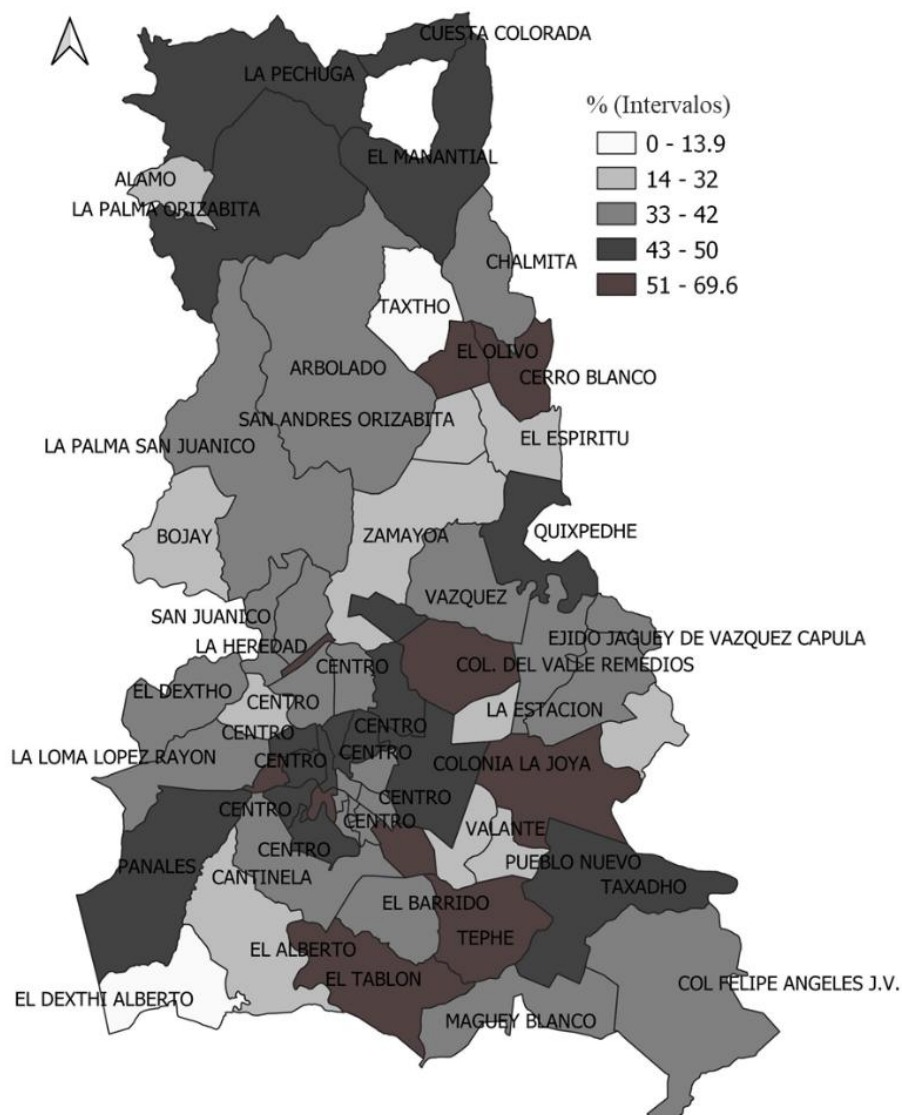 CUESTA COLORADA
LA PECHUGA
% (Intervalos)
0 - 13.9
EL MANANTIAL
14 - 32
ALAMO
33 - 42
LA PALMA ORIZABITA
43 - 50
CHALMITA
51 - 69.6
TAXTHO
EL OLIVO
ARBOLADO
CERRO BLANCO
SAN ANDRES ORIZABITA
EL ESPIRITU
LA PALMA SAN JUANICO
BOJAY
ZAMAYOA
QUIXPEDHE
VAZQUEZ
SAN JUANICO
EJIDO JAGUEY DE VAZQUEZ CAPULA
LA HEREDAD
CENTRO
COL. DEL VALLE REMEDIOS
EL DEXTHO
CENTRO
LA ESTACION
CENTRO
CENTRO
LA LOMA LOPEZ RAYON
CENTRO
CENTRO
COLONIA LA JOYA
CENTRO
CENTRO
CENTRO
VALANTE
CENTRO
PUEBLO NUEVO
PANALES
CANTINELA
TAXADHO
EL BARRIDO
TEPHE
EL ALBERTO
EL TABLON
COL FELIPE ANGELES J.V.
EL DEXTHI ALBERTO
MAGUEY BLANCO